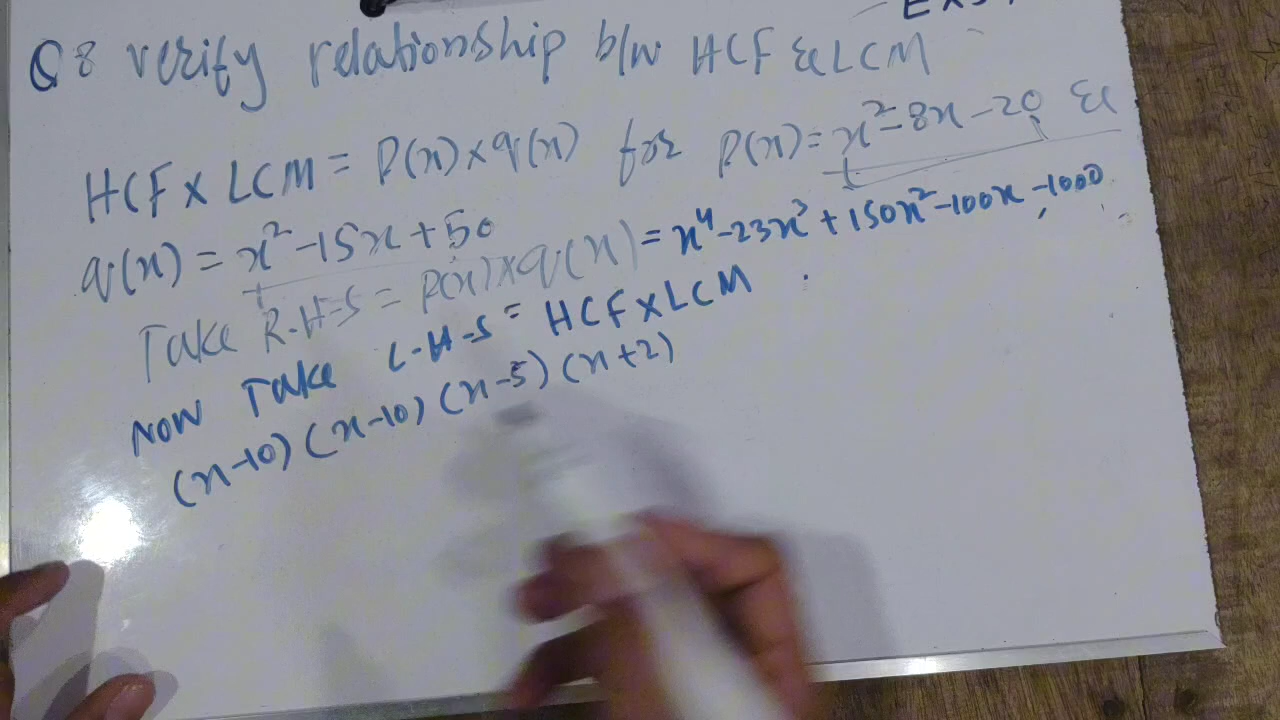 Q8 verify relationship b/w HCF & LCM
HCF x LCM = P(x) x q(x) for P(x) = x² - 8x - 20 &
q(x) = x² - 15x + 50
Take R.H-S = P(x) x q(x) = x⁴ - 23x³ + 150x² - 100x - 1000
Now Take L-H-S = HCF x LCM
(x-10) (x-10) (x-5) (x+2)